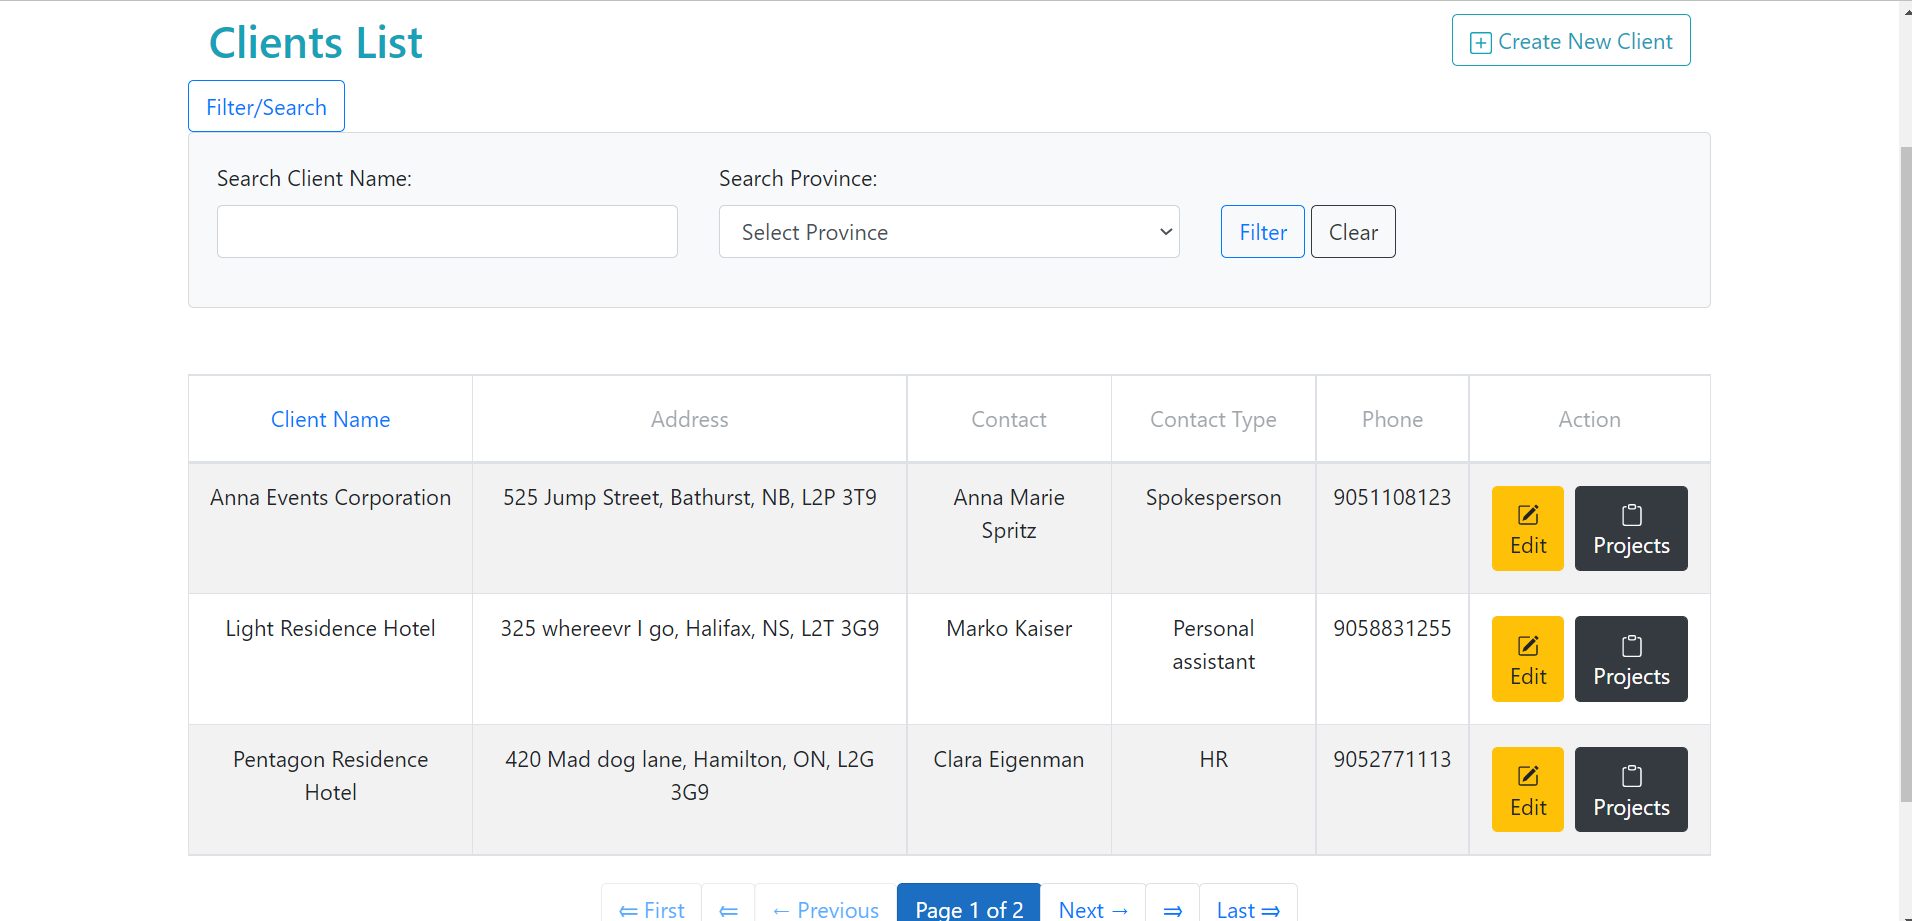 Clients List
Create New Client
Filter/Search
Search Client Name:
Search Province:
Select Province
Filter
Clear
Client Name
Address
Contact
Contact Type
Phone
Action
Anna Events Corporation
525 Jump Street, Bathurst, NB, L2P 3T9
Anna Marie
Spritz
Spokesperson
9051108123
Edit
Projects
Light Residence Hotel
325 whereevr I go, Halifax, NS, L2T 3G9
Marko Kaiser
Personal
assistant
9058831255
Edit
Projects
Pentagon Residence
Hotel
420 Mad dog lane, Hamilton, ON, L2G
3G9
Clara Eigenman
HR
9052771113
Edit
Projects
⇐ First
⇐
← Previous
Page 1 of 2
Next →
⇒
Last ⇒